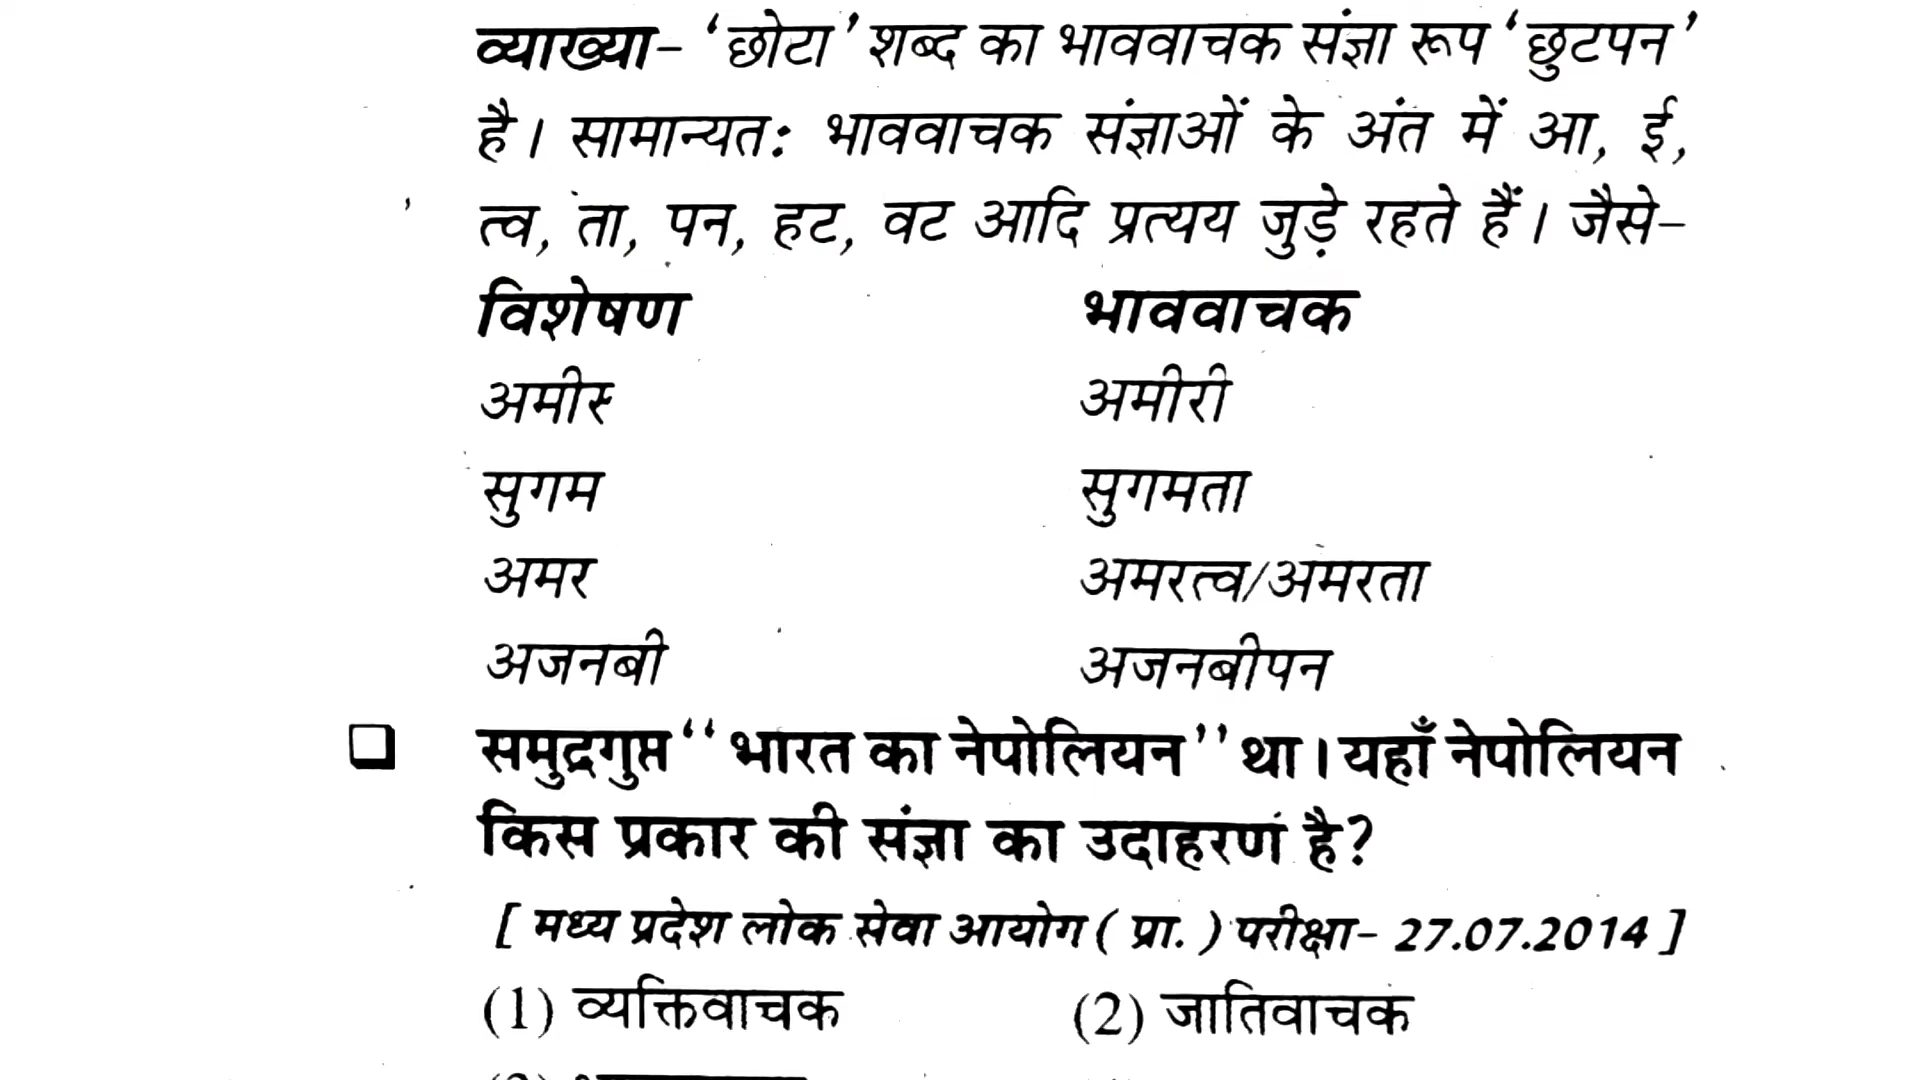 व्याख्या– ‘छोटा’ शब्द का भाववाचक संज्ञा रूप ‘छुटपन’
है। सामान्यतः भाववाचक संज्ञाओं के अंत में आ, ई,
त्व, ता, पन, हट, वट आदि प्रत्यय जुड़े रहते हैं। जैसे–
विशेषण भाववाचक
अमीर अमीरी
सुगम सुगमता
अमर अमरत्व/अमरता
अजनबी अजनबीपन
समुद्रगुप्त ‘‘भारत का नेपोलियन’’ था। यहाँ नेपोलियन
किस प्रकार की संज्ञा का उदाहरण है?
[ मध्य प्रदेश लोक सेवा आयोग ( प्रा. ) परीक्षा– 27.07.2014 ]
(1) व्यक्तिवाचक (2) जातिवाचक